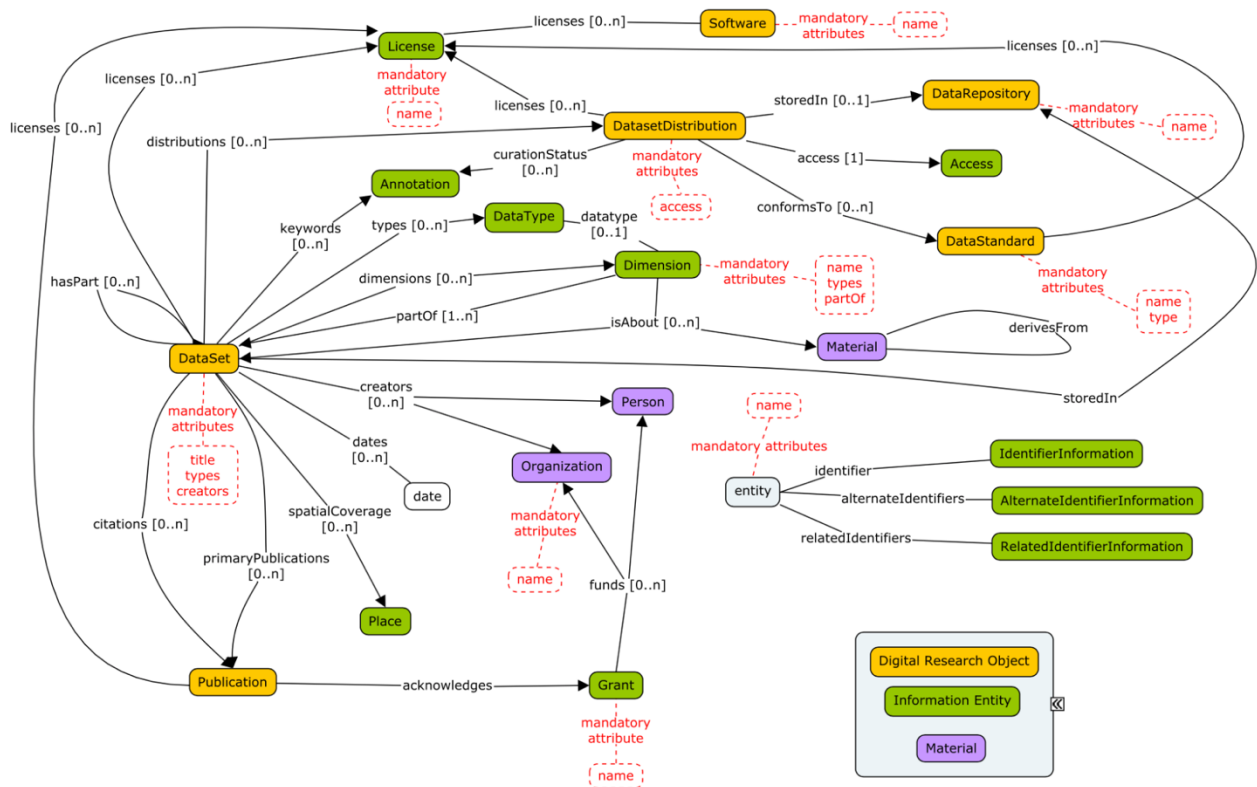 licenses [0..n]
Software
mandatory
attributes
name
License
licenses [0..n]
mandatory
attribute
name
licenses [0..n]
licenses [0..n]
storedIn [0..1]
DataRepository
mandatory
attributes
name
licenses [0..n]
distributions [0..n]
DatasetDistribution
curationStatus
[0..n]
mandatory
attributes
access
access [1]
Access
Annotation
keywords
[0..n]
types [0..n]
DataType
datatype
[0..1]
conformsTo [0..n]
DataStandard
mandatory
attributes
name
type
hasPart [0..n]
dimensions [0..n]
Dimension
mandatory
attributes
name
types
partOf
partOf [1..n]
isAbout [0..n]
Material
derivesFrom
DataSet
mandatory
attributes
title
types
creators
creators
[0..n]
Person
storedIn
dates
[0..n]
date
Organization
mandatory
attributes
name
name
mandatory attributes
entity
identifier
IdentifierInformation
alternateIdentifiers
AlternateIdentifierInformation
relatedIdentifiers
RelatedIdentifierInformation
citations [0..n]
spatialCoverage
[0..n]
primaryPublications
[0..n]
funds [0..n]
Place
Publication
acknowledges
Grant
mandatory
attribute
name
Digital Research Object
Information Entity
Material